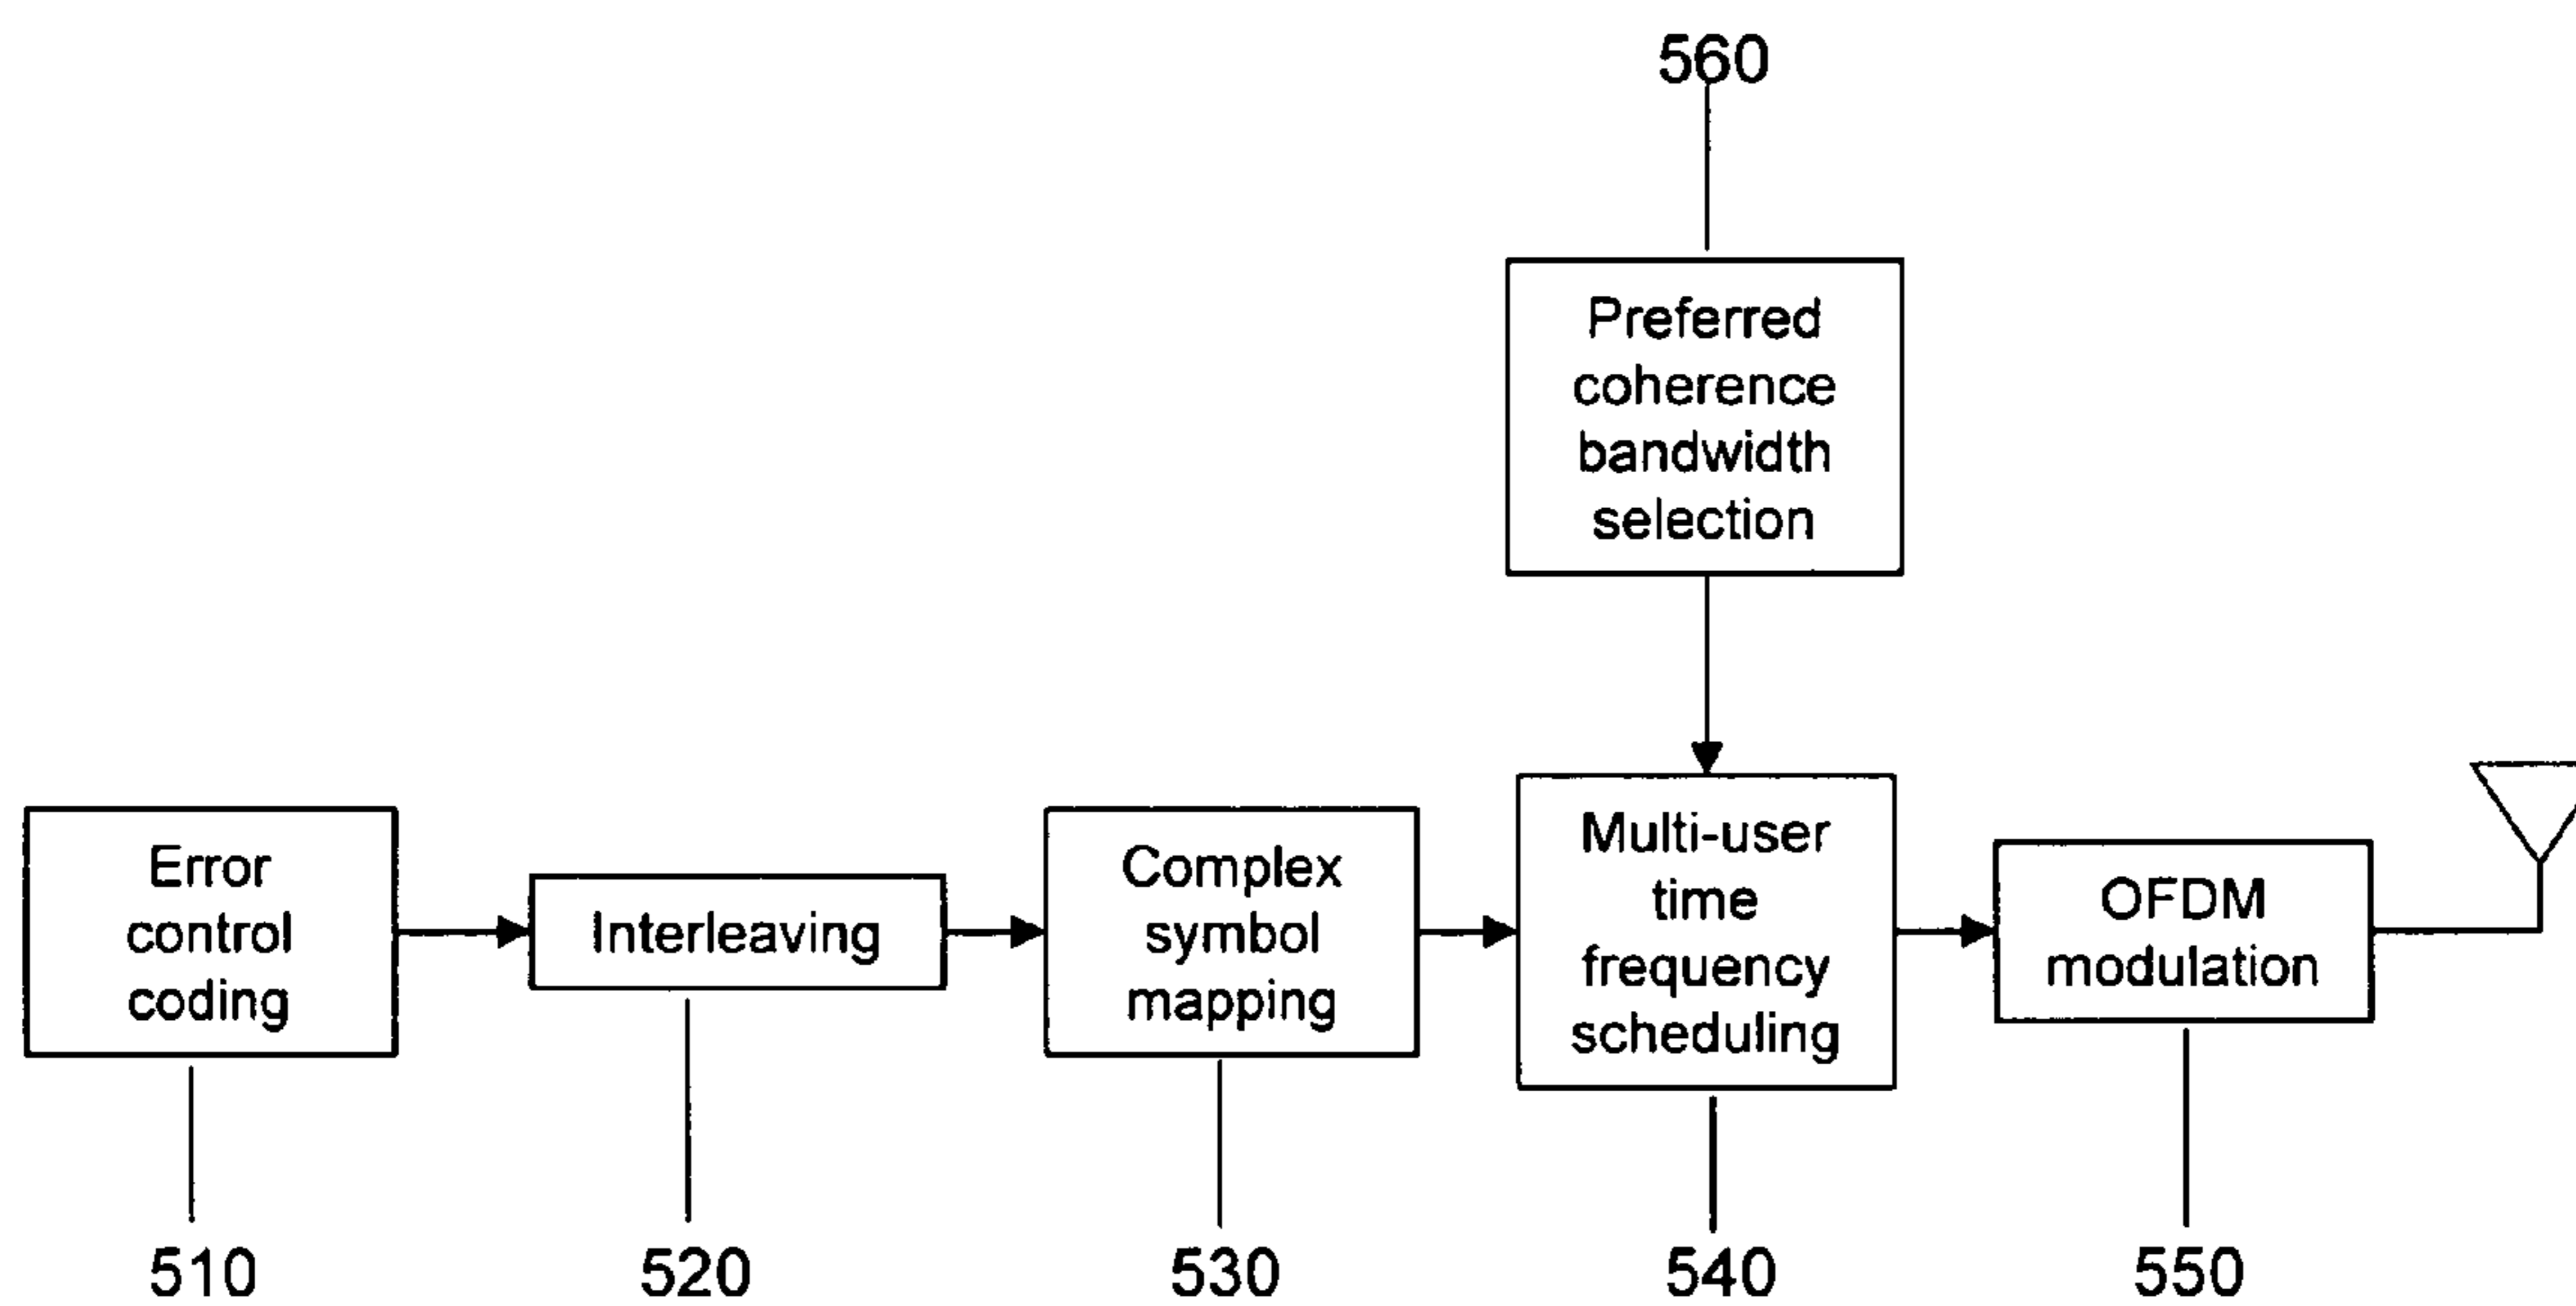 560
Preferred
coherence
bandwidth
selection
Error
control
coding
Interleaving
Complex
symbol
mapping
Multi-user
time
frequency
scheduling
OFDM
modulation
510
520
530
540
550